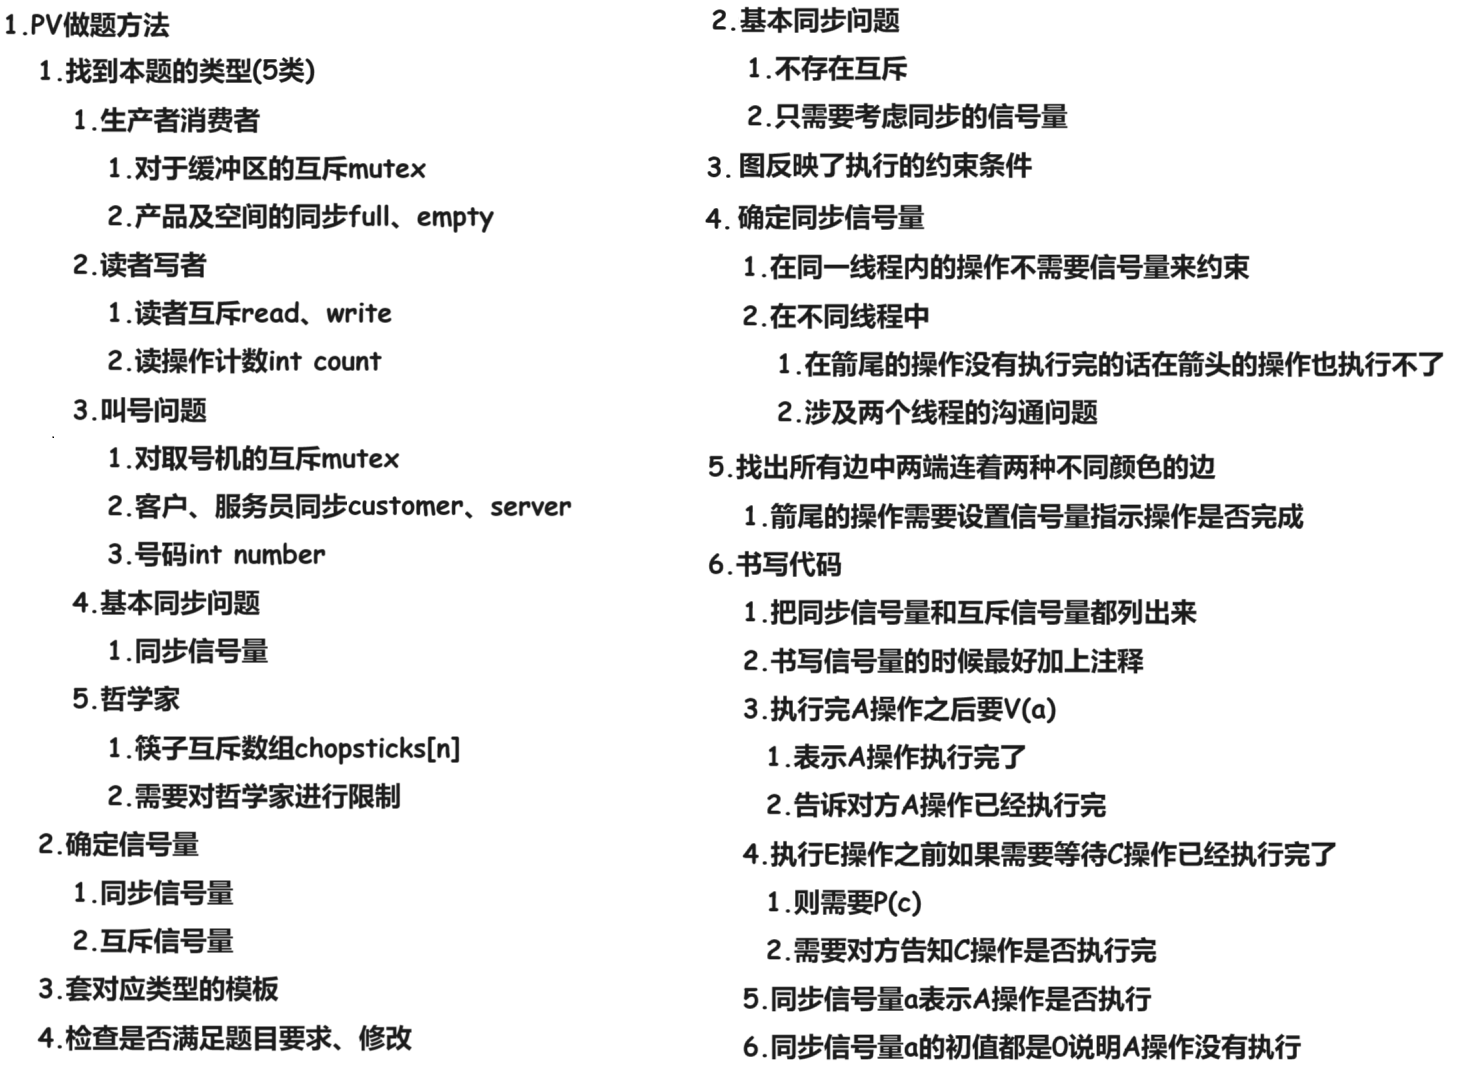 1.PV做题方法
1.找到本题的类型(5类)
1.生产者消费者
1.对于缓冲区的互斥mutex
2.产品及空间的同步full、empty
2.读者写者
1.读者互斥read、write
2.读操作计数int count
3.叫号问题
1.对取号机的互斥mutex
2.客户、服务员同步customer、server
3.号码int number
4.基本同步问题
1.同步信号量
5.哲学家
1.筷子互斥数组chopsticks[n]
2.需要对哲学家进行限制
2.确定信号量
1.同步信号量
2.互斥信号量
3.套对应类型的模板
4.检查是否满足题目要求、修改
2.基本同步问题
1.不存在互斥
2.只需要考虑同步的信号量
3.图反映了执行的约束条件
4.确定同步信号量
1.在同一线程内的操作不需要信号量来约束
2.在不同线程中
1.在箭尾的操作没有执行完的话在箭头的操作也执行不了
2.涉及两个线程的沟通问题
5.找出所有边中两端连着两种不同颜色的边
1.箭尾的操作需要设置信号量指示操作是否完成
6.书写代码
1.把同步信号量和互斥信号量都列出来
2.书写信号量的时候最好加上注释
3.执行完A操作之后要V(a)
1.表示A操作执行完了
2.告诉对方A操作已经执行完
4.执行E操作之前如果需要等待C操作已经执行完了
1.则需要P(c)
2.需要对方告知C操作是否执行完
5.同步信号量a表示A操作是否执行
6.同步信号量a的初值都是0说明A操作没有执行